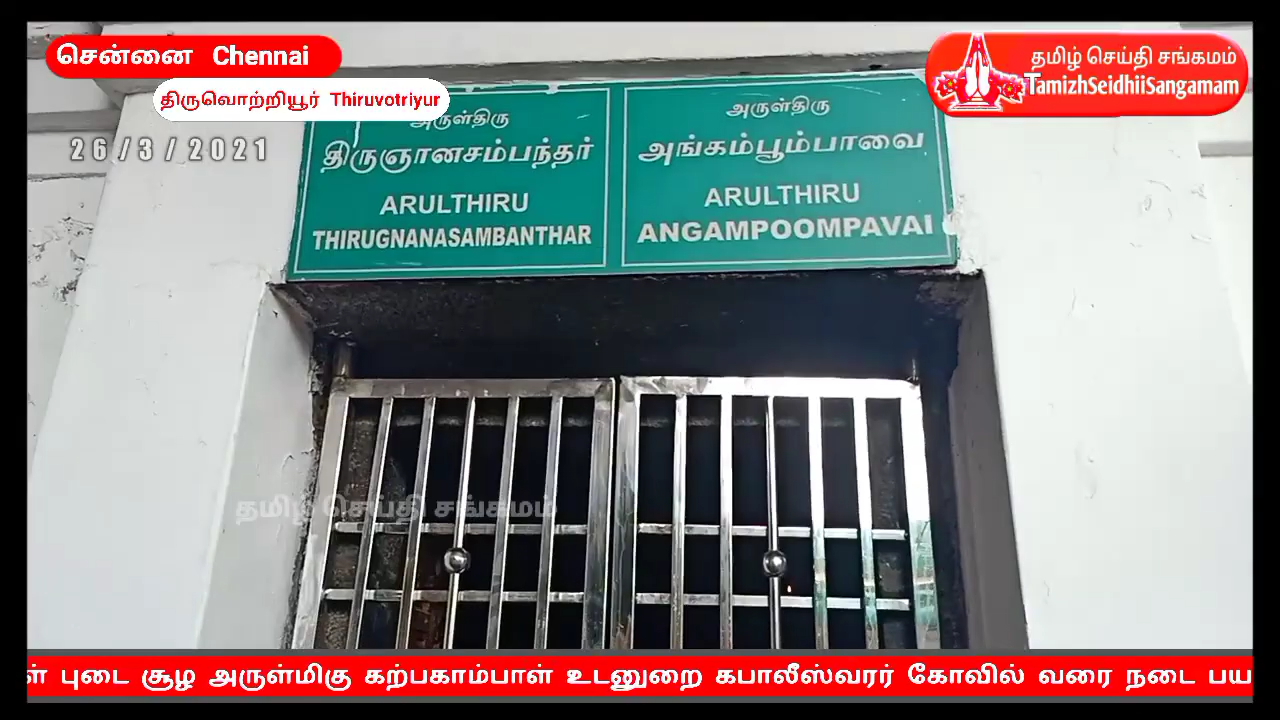 சென்னை Chennai
திருவொற்றியூர் Thiruvotriyur
26/3/2021
தமிழ் செய்தி சங்கமம்
TamizhSeidhiiSangamam
அருள்திரு
திருஞானசம்பந்தர்
ARULTHIRU
THIRUGNANASAMBANTHAR
அருள்திரு
அங்கம்பூம்பாவை
ARULTHIRU
ANGAMPOOMPAVAI
தமிழ் செய்தி சங்கமம்
புடை சூழ அருள்மிகு கற்பகாம்பாள் உடனுறை கபாலீஸ்வரர் கோவில் வரை நடை